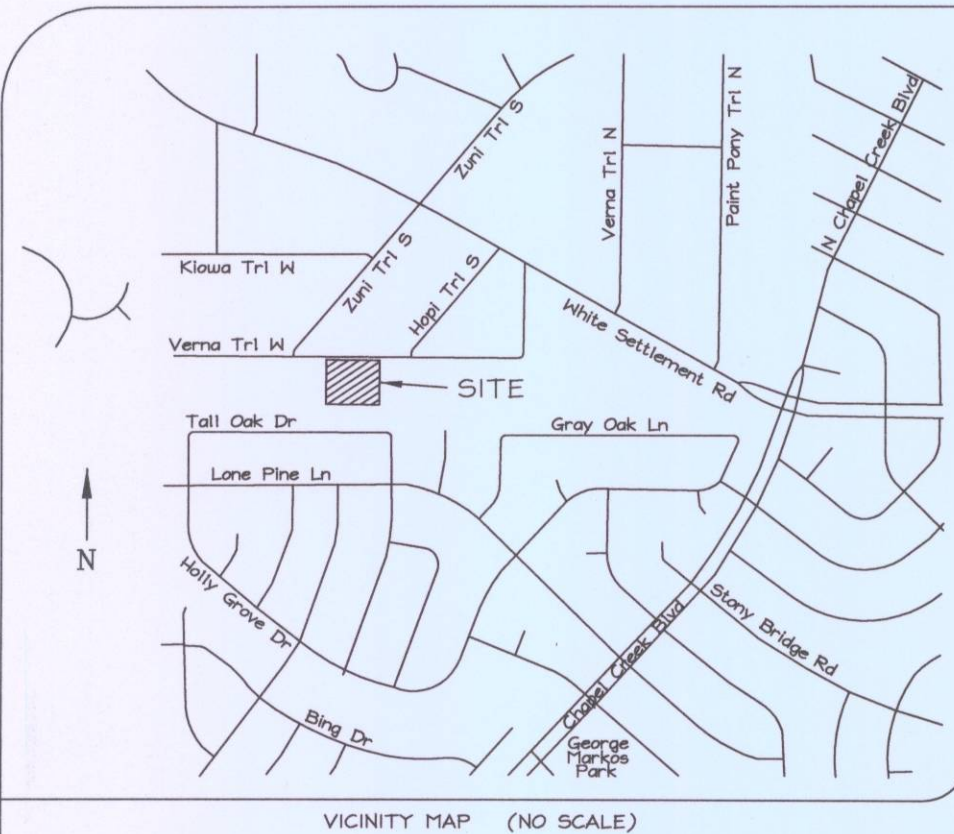 N Chapel Creek Blvd
Zuni Trl S
Verna Trl N
Paint Pony Trl N
Kiowa Trl W
Zuni Trl S
Hopi Trl S
White Settlement Rd
Verna Trl W
SITE
Tall Oak Dr
Gray Oak Ln
Lone Pine Ln
N
Holly Grove Dr
Stony Bridge Rd
Chapel Creek Blvd
Bing Dr
George
Markos
Park
VICINITY MAP (NO SCALE)